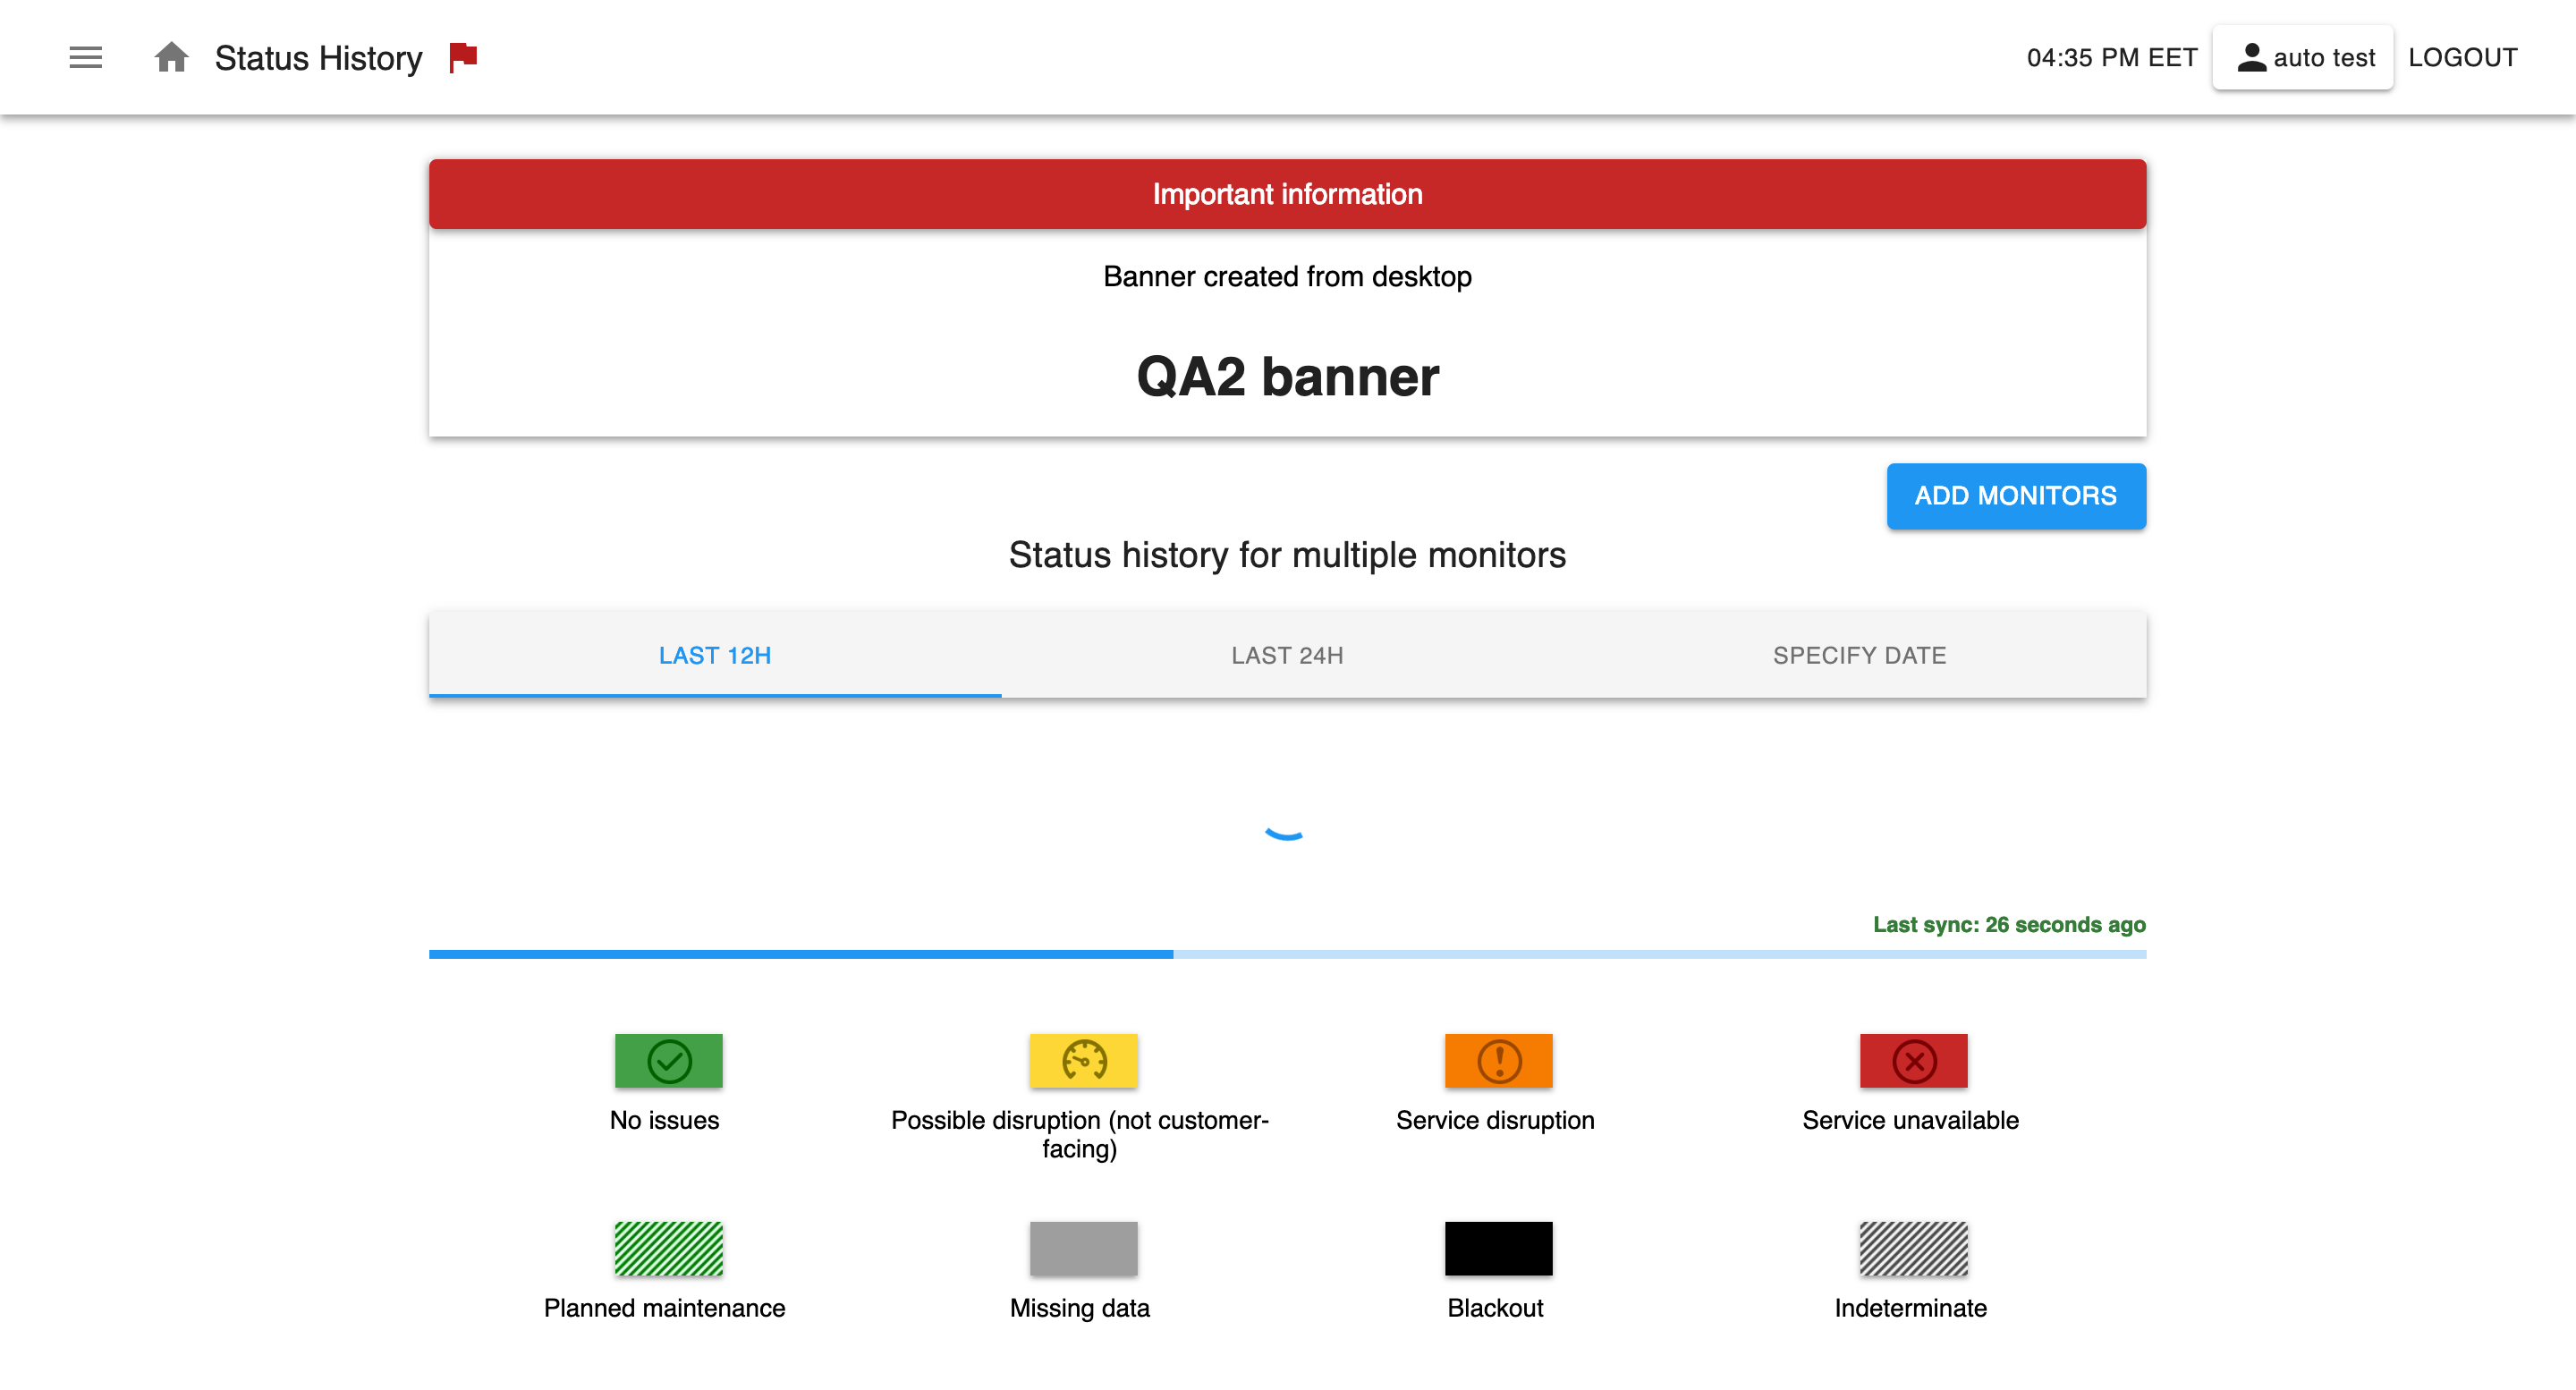 Status History
04:35 PM EET
auto test
LOGOUT
Important information
Banner created from desktop
QA2 banner
ADD MONITORS
Status history for multiple monitors
LAST 12H
LAST 24H
SPECIFY DATE
Last sync: 26 seconds ago
No issues
Possible disruption (not customer-
facing)
Service disruption
Service unavailable
Planned maintenance
Missing data
Blackout
Indeterminate